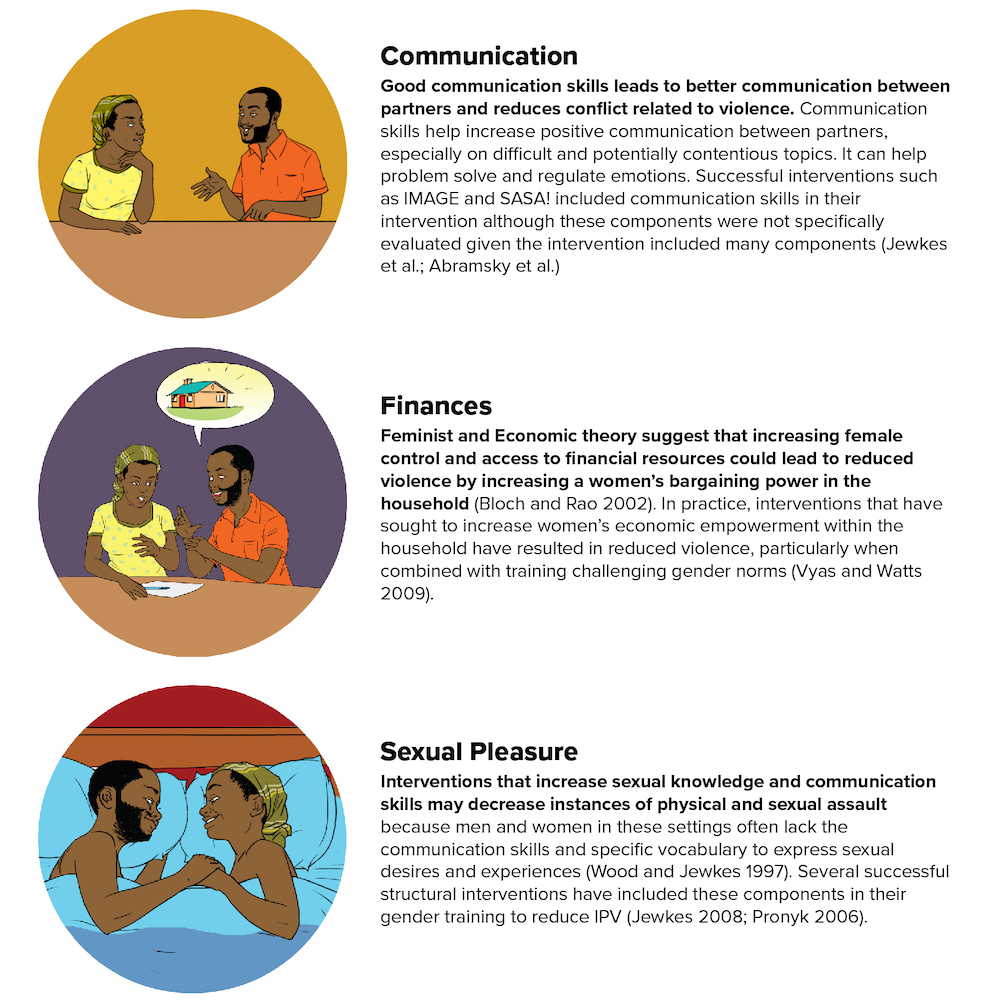 Communication
Good communication skills leads to better communication between
partners and reduces conflict related to violence. Communication
skills help increase positive communication between partners,
especially on difficult and potentially contentious topics. It can help
problem solve and regulate emotions. Successful interventions such
as IMAGE and SASA! included communication skills in their
intervention although these components were not specifically
evaluated given the intervention included many components (Jewkes
et al.; Abramsky et al.)
Finances
Feminist and Economic theory suggest that increasing female
control and access to financial resources could lead to reduced
violence by increasing a women’s bargaining power in the
household (Bloch and Rao 2002). In practice, interventions that have
sought to increase women’s economic empowerment within the
household have resulted in reduced violence, particularly when
combined with training challenging gender norms (Vyas and Watts
2009).
Sexual Pleasure
Interventions that increase sexual knowledge and communication
skills may decrease instances of physical and sexual assault
because men and women in these settings often lack the
communication skills and specific vocabulary to express sexual
desires and experiences (Wood and Jewkes 1997). Several successful
structural interventions have included these components in their
gender training to reduce IPV (Jewkes 2008; Pronyk 2006).